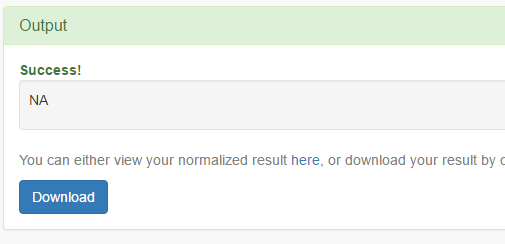 Output
Success!
NA
You can either view your normalized result here, or download your result by
Download